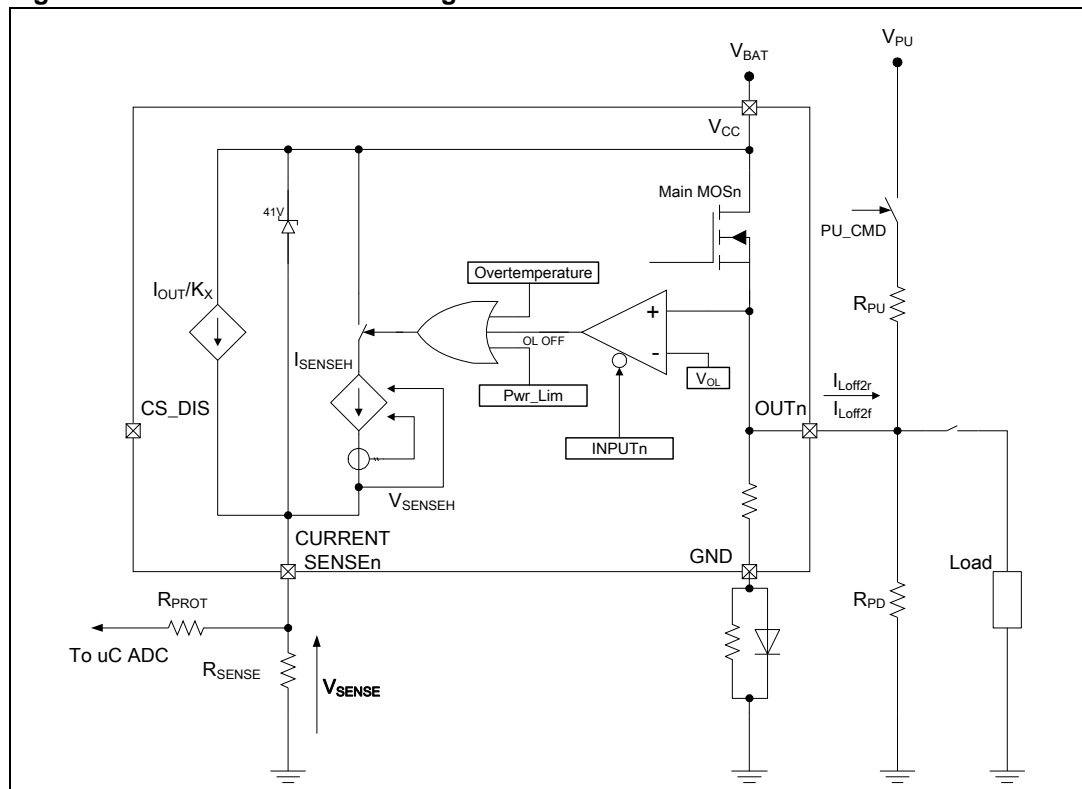 V_BAT
V_PU
V_CC
Main MOSn
41V
PU_CMD
Overtemperature
I_OUT/K_X
R_PU
+
-
OL OFF
I_SENSEH
V_OL
Pwr_Lim
I_Loff2r
I_Loff2f
CS_DIS
OUTn
INPUTn
V_SENSEH
CURRENT
SENSEn
GND
Load
R_PROT
R_PD
To uC ADC
R_SENSE
V_SENSE